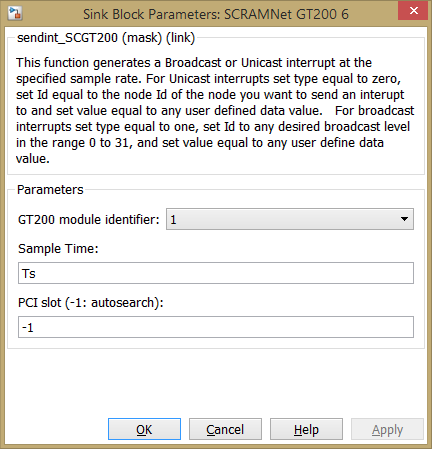 Sink Block Parameters: SCRAMNet GT200 6
sendint_SCGT200 (mask) (link)
This function generates a Broadcast or Unicast interrupt at the
specified sample rate. For Unicast interrupts set type equal to zero,
set Id equal to the node Id of the node you want to send an interupt
to and set value equal to any user defined data value.   For broadcast
interrupts set type equal to one, set Id to any desired broadcast level
in the range 0 to 31, and set value equal to any user define data
value.
Parameters
GT200 module identifier: 1
Sample Time:
Ts
PCI slot (-1: autosearch):
-1
OK Cancel Help Apply